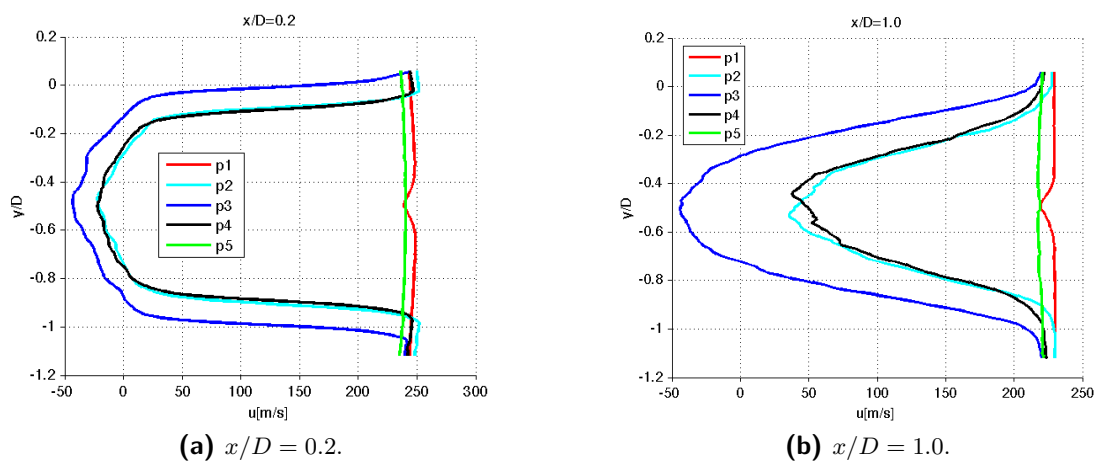 x/D=0.2
0.2
0
-0.2
-0.4
-0.6
-0.8
-1
-1.2
y/D
p1
p2
p3
p4
p5
-50 0 50 100 150 200 250 300
u[m/s]
(a) x/D = 0.2.
x/D=1.0
0.2
0
-0.2
-0.4
-0.6
-0.8
-1
-1.2
y/D
p1
p2
p3
p4
p5
-50 0 50 100 150 200 250
u[m/s]
(b) x/D = 1.0.